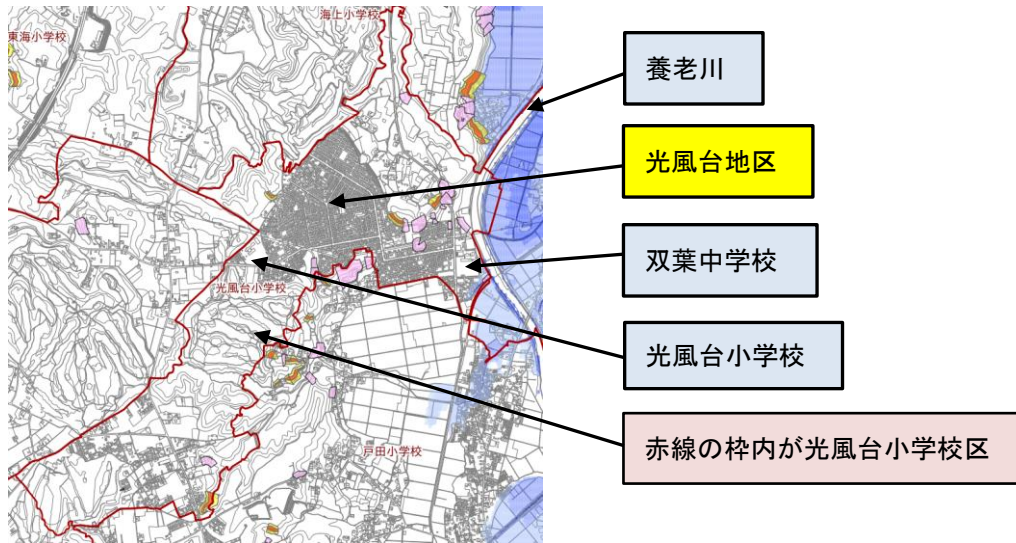 海上小学校
東海小学校
養老川
光風台地区
双葉中学校
光風台小学校
光風台小学校
赤線の枠内が光風台小学校区
戸田小学校